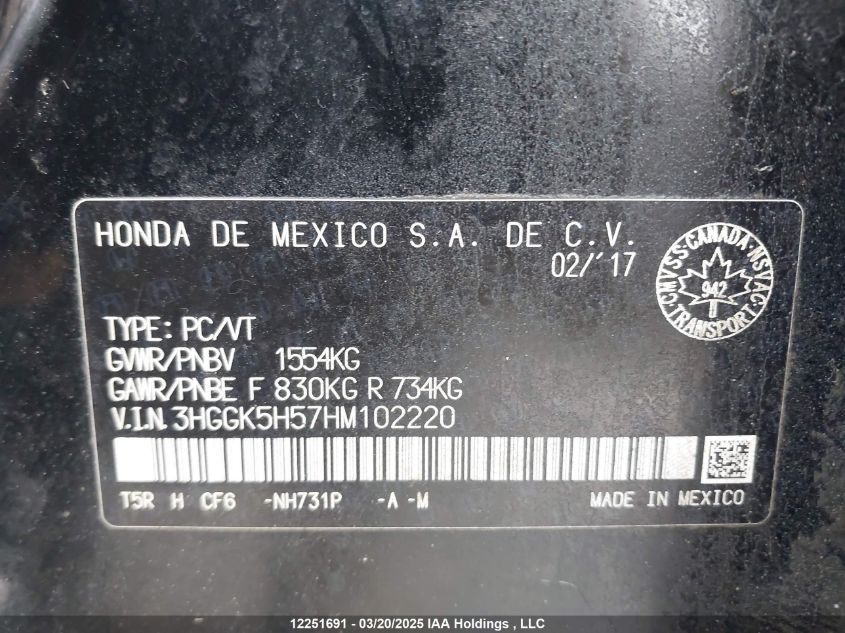 HONDA DE MEXICO S.A. DE C.V.
02/'17
CMVSS·CANADA·NSVAC
942
TRANSPORT
TYPE: PC/VT
GVWR/PNBV 1554KG
GAWR/PNBE F 830KG R 734KG
V.I.N. 3HGGK5H57HM102220
T5R H CF6 -NH731P -A -M MADE IN MEXICO
12251691 - 03/20/2025 IAA Holdings , LLC